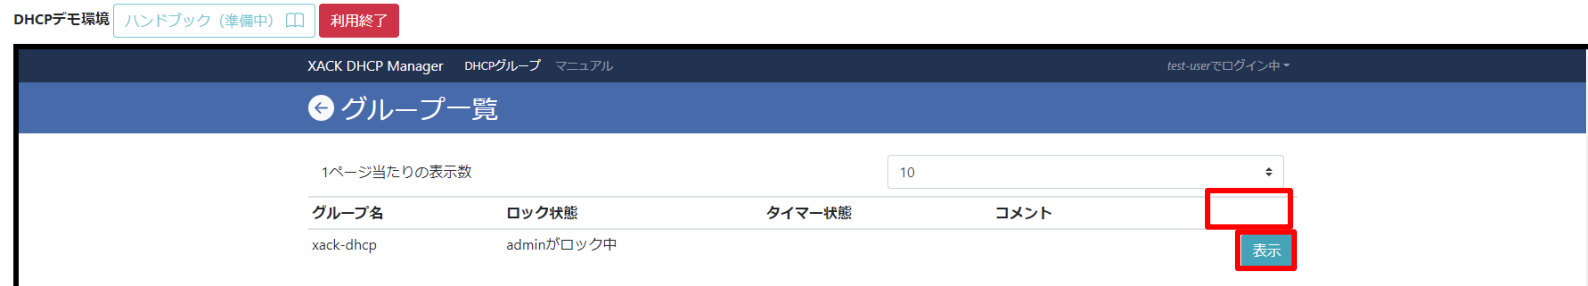 DHCPデモ環境 ハンドブック（準備中） 利用終了
XACK DHCP Manager DHCPグループ マニュアル test-userでログイン中
グループ一覧
1ページ当たりの表示数 10
グループ名 ロック状態 タイマー状態 コメント
xack-dhcp adminがロック中 表示